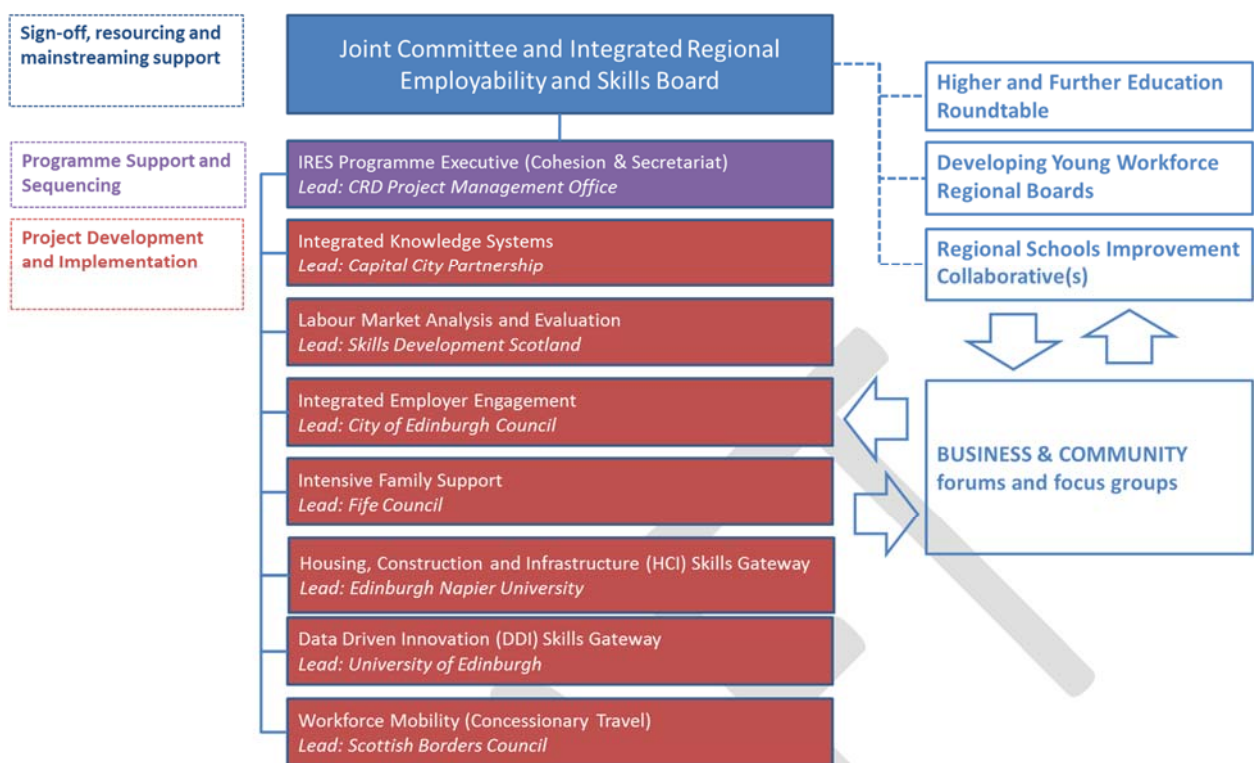 Sign-off, resourcing and
mainstreaming support
Joint Committee and Integrated Regional
Employability and Skills Board
Programme Support and
Sequencing
IRES Programme Executive (Cohesion & Secretariat)
Lead: CRD Project Management Office
Project Development
and Implementation
Integrated Knowledge Systems
Lead: Capital City Partnership
Labour Market Analysis and Evaluation
Lead: Skills Development Scotland
Integrated Employer Engagement
Lead: City of Edinburgh Council
Intensive Family Support
Lead: Fife Council
Housing, Construction and Infrastructure (HCI) Skills Gateway
Lead: Edinburgh Napier University
Data Driven Innovation (DDI) Skills Gateway
Lead: University of Edinburgh
Workforce Mobility (Concessionary Travel)
Lead: Scottish Borders Council
Higher and Further Education
Roundtable
Developing Young Workforce
Regional Boards
Regional Schools Improvement
Collaborative(s)
BUSINESS & COMMUNITY
forums and focus groups